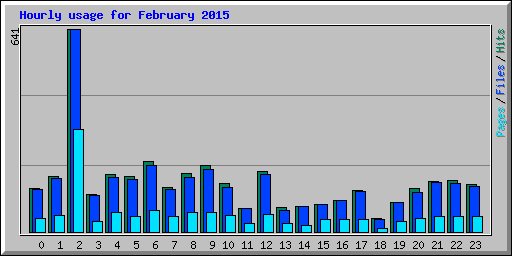 Hourly usage for February 2015
641
Pages/Files/Hits
0 1 2 3 4 5 6 7 8 9 10 11 12 13 14 15 16 17 18 19 20 21 22 23